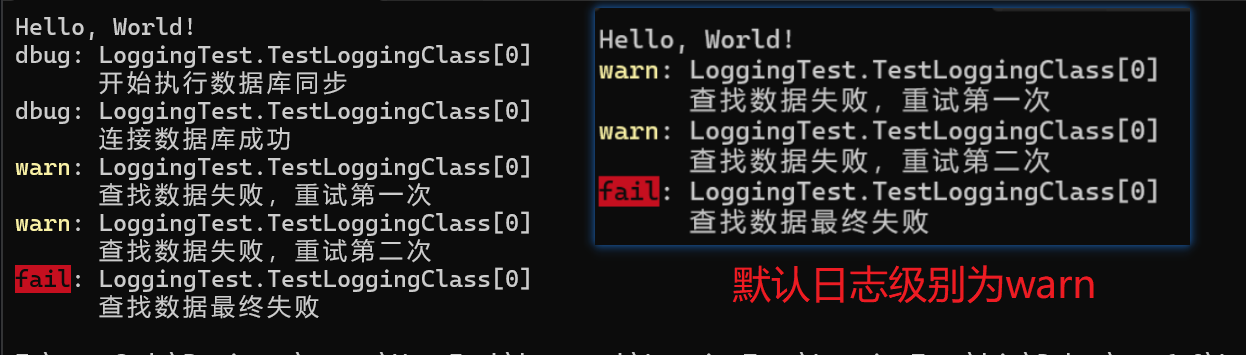 Hello, World!
dbug: LoggingTest.TestLoggingClass[0]
开始执行数据库同步
dbug: LoggingTest.TestLoggingClass[0]
连接数据库成功
warn: LoggingTest.TestLoggingClass[0]
查找数据失败，重试第一次
warn: LoggingTest.TestLoggingClass[0]
查找数据失败，重试第二次
fail: LoggingTest.TestLoggingClass[0]
查找数据最终失败
Hello, World!
warn: LoggingTest.TestLoggingClass[0]
查找数据失败，重试第一次
warn: LoggingTest.TestLoggingClass[0]
查找数据失败，重试第二次
fail: LoggingTest.TestLoggingClass[0]
查找数据最终失败
默认日志级别为warn